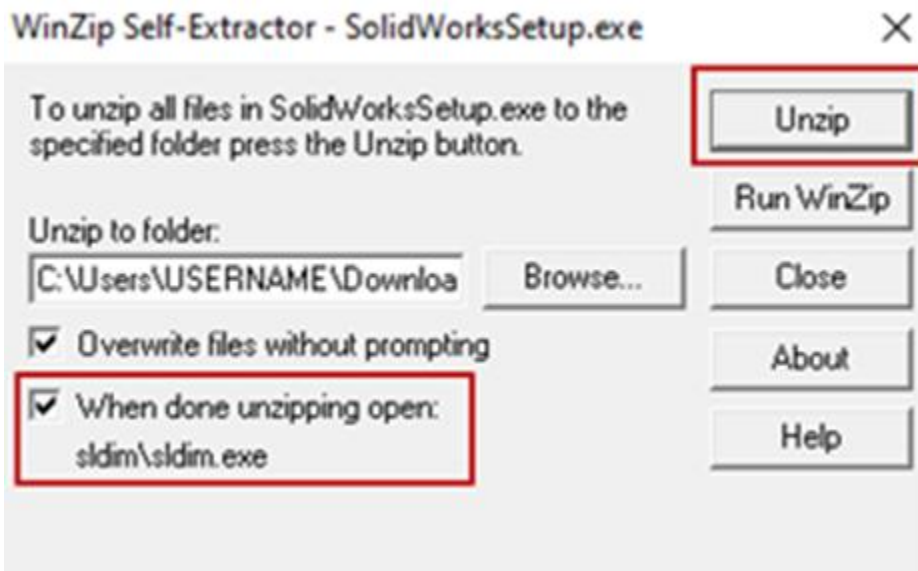 WinZip Self-Extractor - SolidWorksSetup.exe
To unzip all files in SolidWorksSetup.exe to the
specified folder press the Unzip button.
Unzip
Run WinZip
Unzip to folder:
C:\Users\USERNAME\Downloa
Browse...
Close
Overwrite files without prompting
About
When done unzipping open:
sldim\sldim.exe
Help